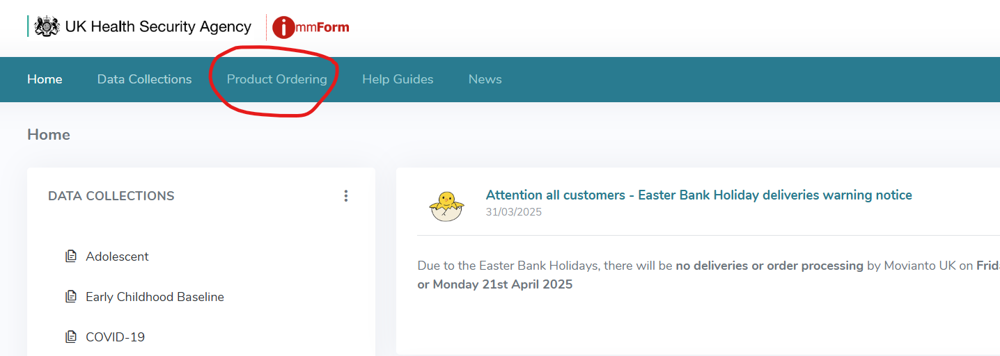 UK Health Security Agency
immForm
Home
Data Collections
Product Ordering
Help Guides
News
Home
DATA COLLECTIONS
Adolescent
Early Childhood Baseline
COVID-19
Attention all customers - Easter Bank Holiday deliveries warning notice
31/03/2025
Due to the Easter Bank Holidays, there will be no deliveries or order processing by Movianto UK on
or Monday 21st April 2025